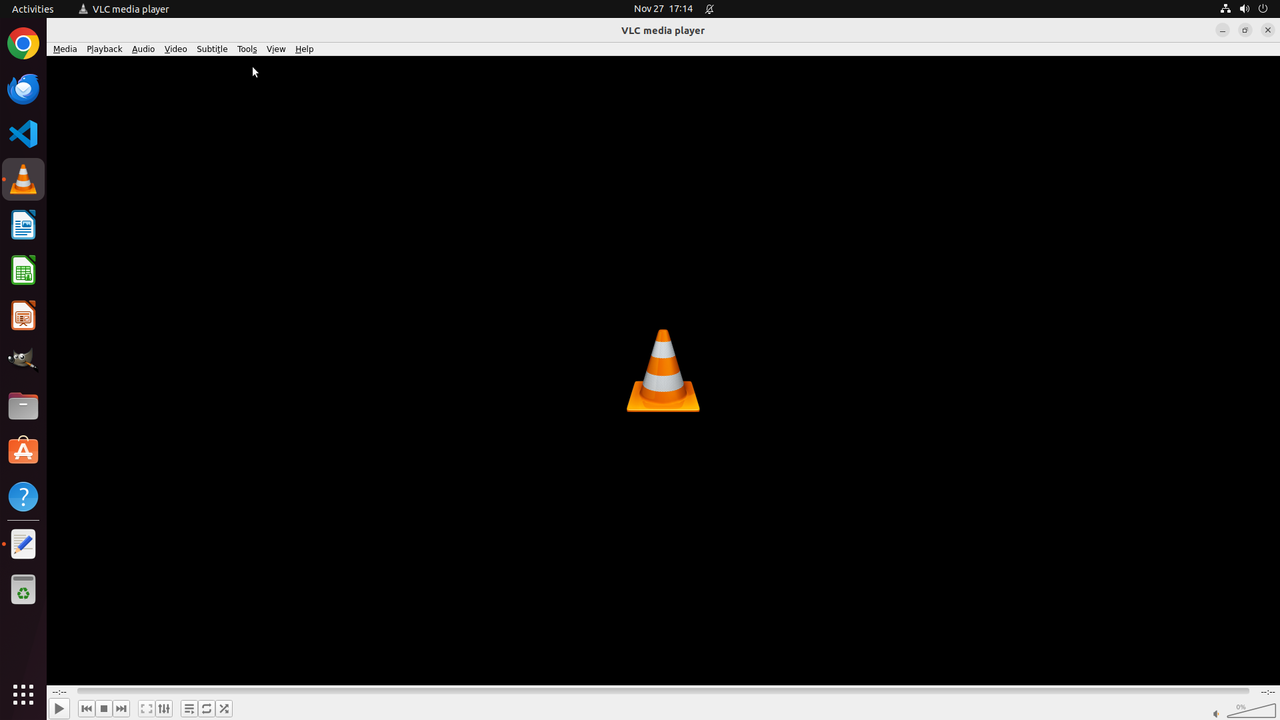 Activities VLC media player Nov 27 17:14
VLC media player
Media Playback Audio Video Subtitle Tools View Help
--:-- --:--
0%